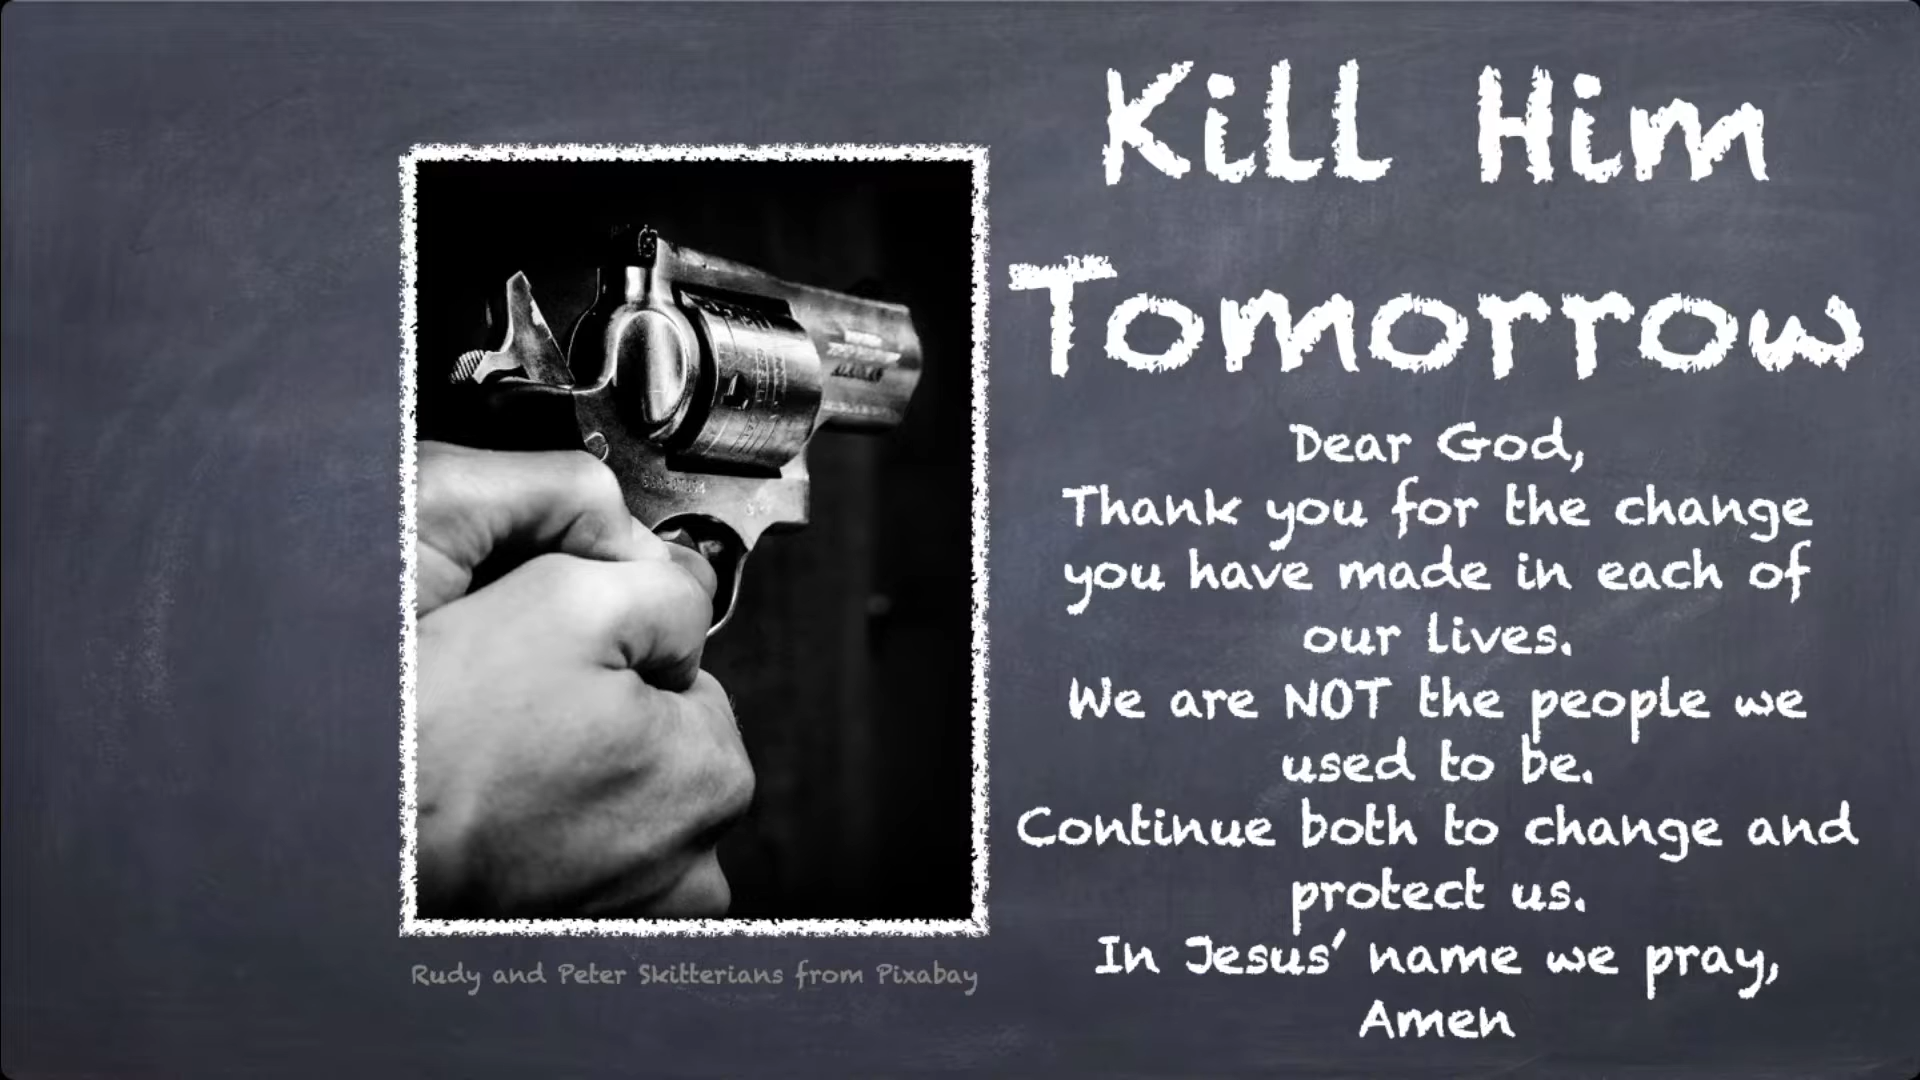 Kill Him
Tomorrow
Dear God,
Thank you for the change
you have made in each of
our lives.
We are NOT the people we
used to be.
Continue both to change and
protect us.
In Jesus' name we pray,
Amen
Rudy and Peter Skitterians from Pixabay